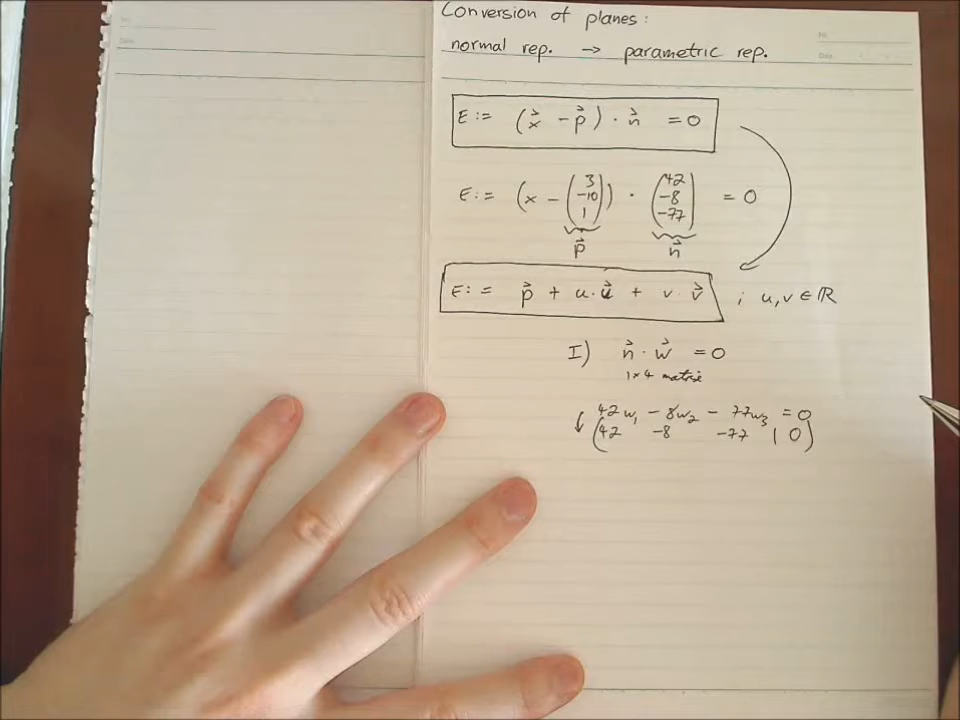 Conversion of planes:
normal rep. → parametric rep.
E:= (x⃗ - p⃗) · n⃗ = 0
E:= (x - (3 -10 1)) · (42 -8 -77) = 0
p⃗ n⃗
E:= p⃗ + u·u⃗ + v·v⃗ ; u,v ∈ ℝ
I) n⃗ · w⃗ = 0
1×4 matrix
42w₁ - 8w₂ - 77w₃ = 0
(42 -8 -77 | 0)